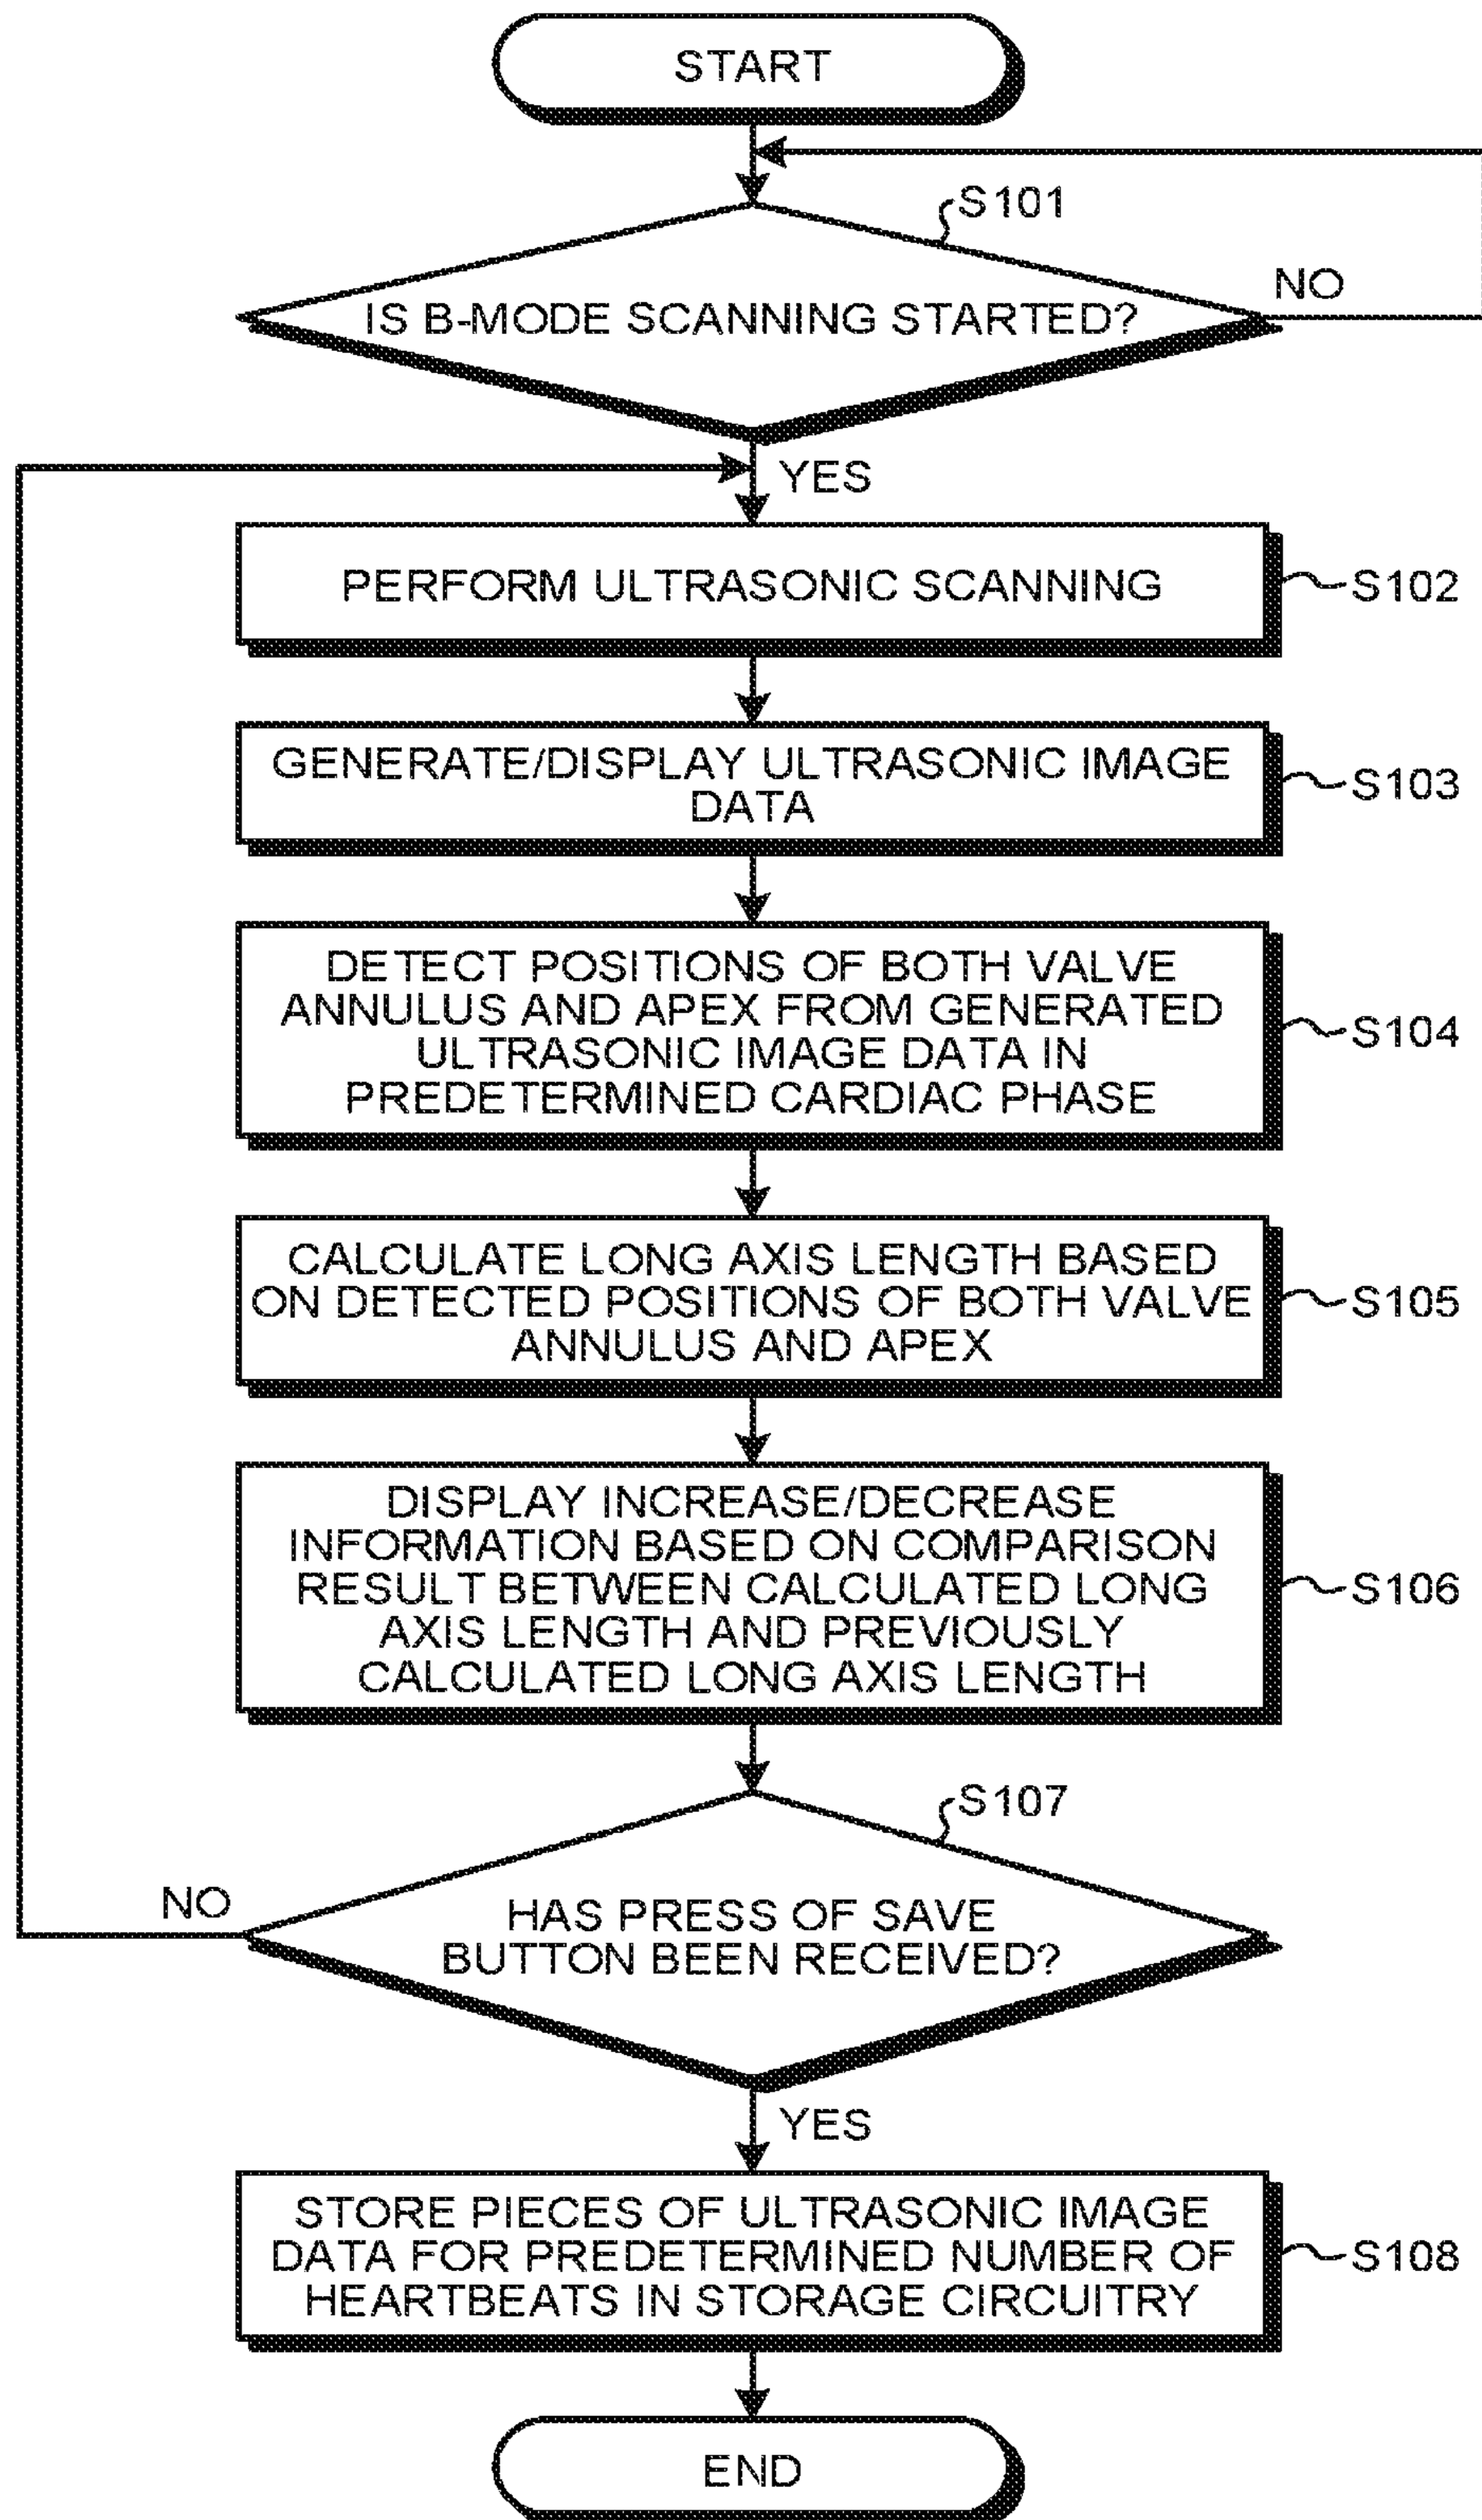 START
S101
IS B-MODE SCANNING STARTED?
NO
YES
PERFORM ULTRASONIC SCANNING
S102
GENERATE/DISPLAY ULTRASONIC IMAGE
DATA
S103
DETECT POSITIONS OF BOTH VALVE
ANNULUS AND APEX FROM GENERATED
ULTRASONIC IMAGE DATA IN
PREDETERMINED CARDIAC PHASE
S104
CALCULATE LONG AXIS LENGTH BASED
ON DETECTED POSITIONS OF BOTH VALVE
ANNULUS AND APEX
S105
DISPLAY INCREASE/DECREASE
INFORMATION BASED ON COMPARISON
RESULT BETWEEN CALCULATED LONG
AXIS LENGTH AND PREVIOUSLY
CALCULATED LONG AXIS LENGTH
S106
S107
NO
HAS PRESS OF SAVE
BUTTON BEEN RECEIVED?
YES
STORE PIECES OF ULTRASONIC IMAGE
DATA FOR PREDETERMINED NUMBER OF
HEARTBEATS IN STORAGE CIRCUITRY
S108
END